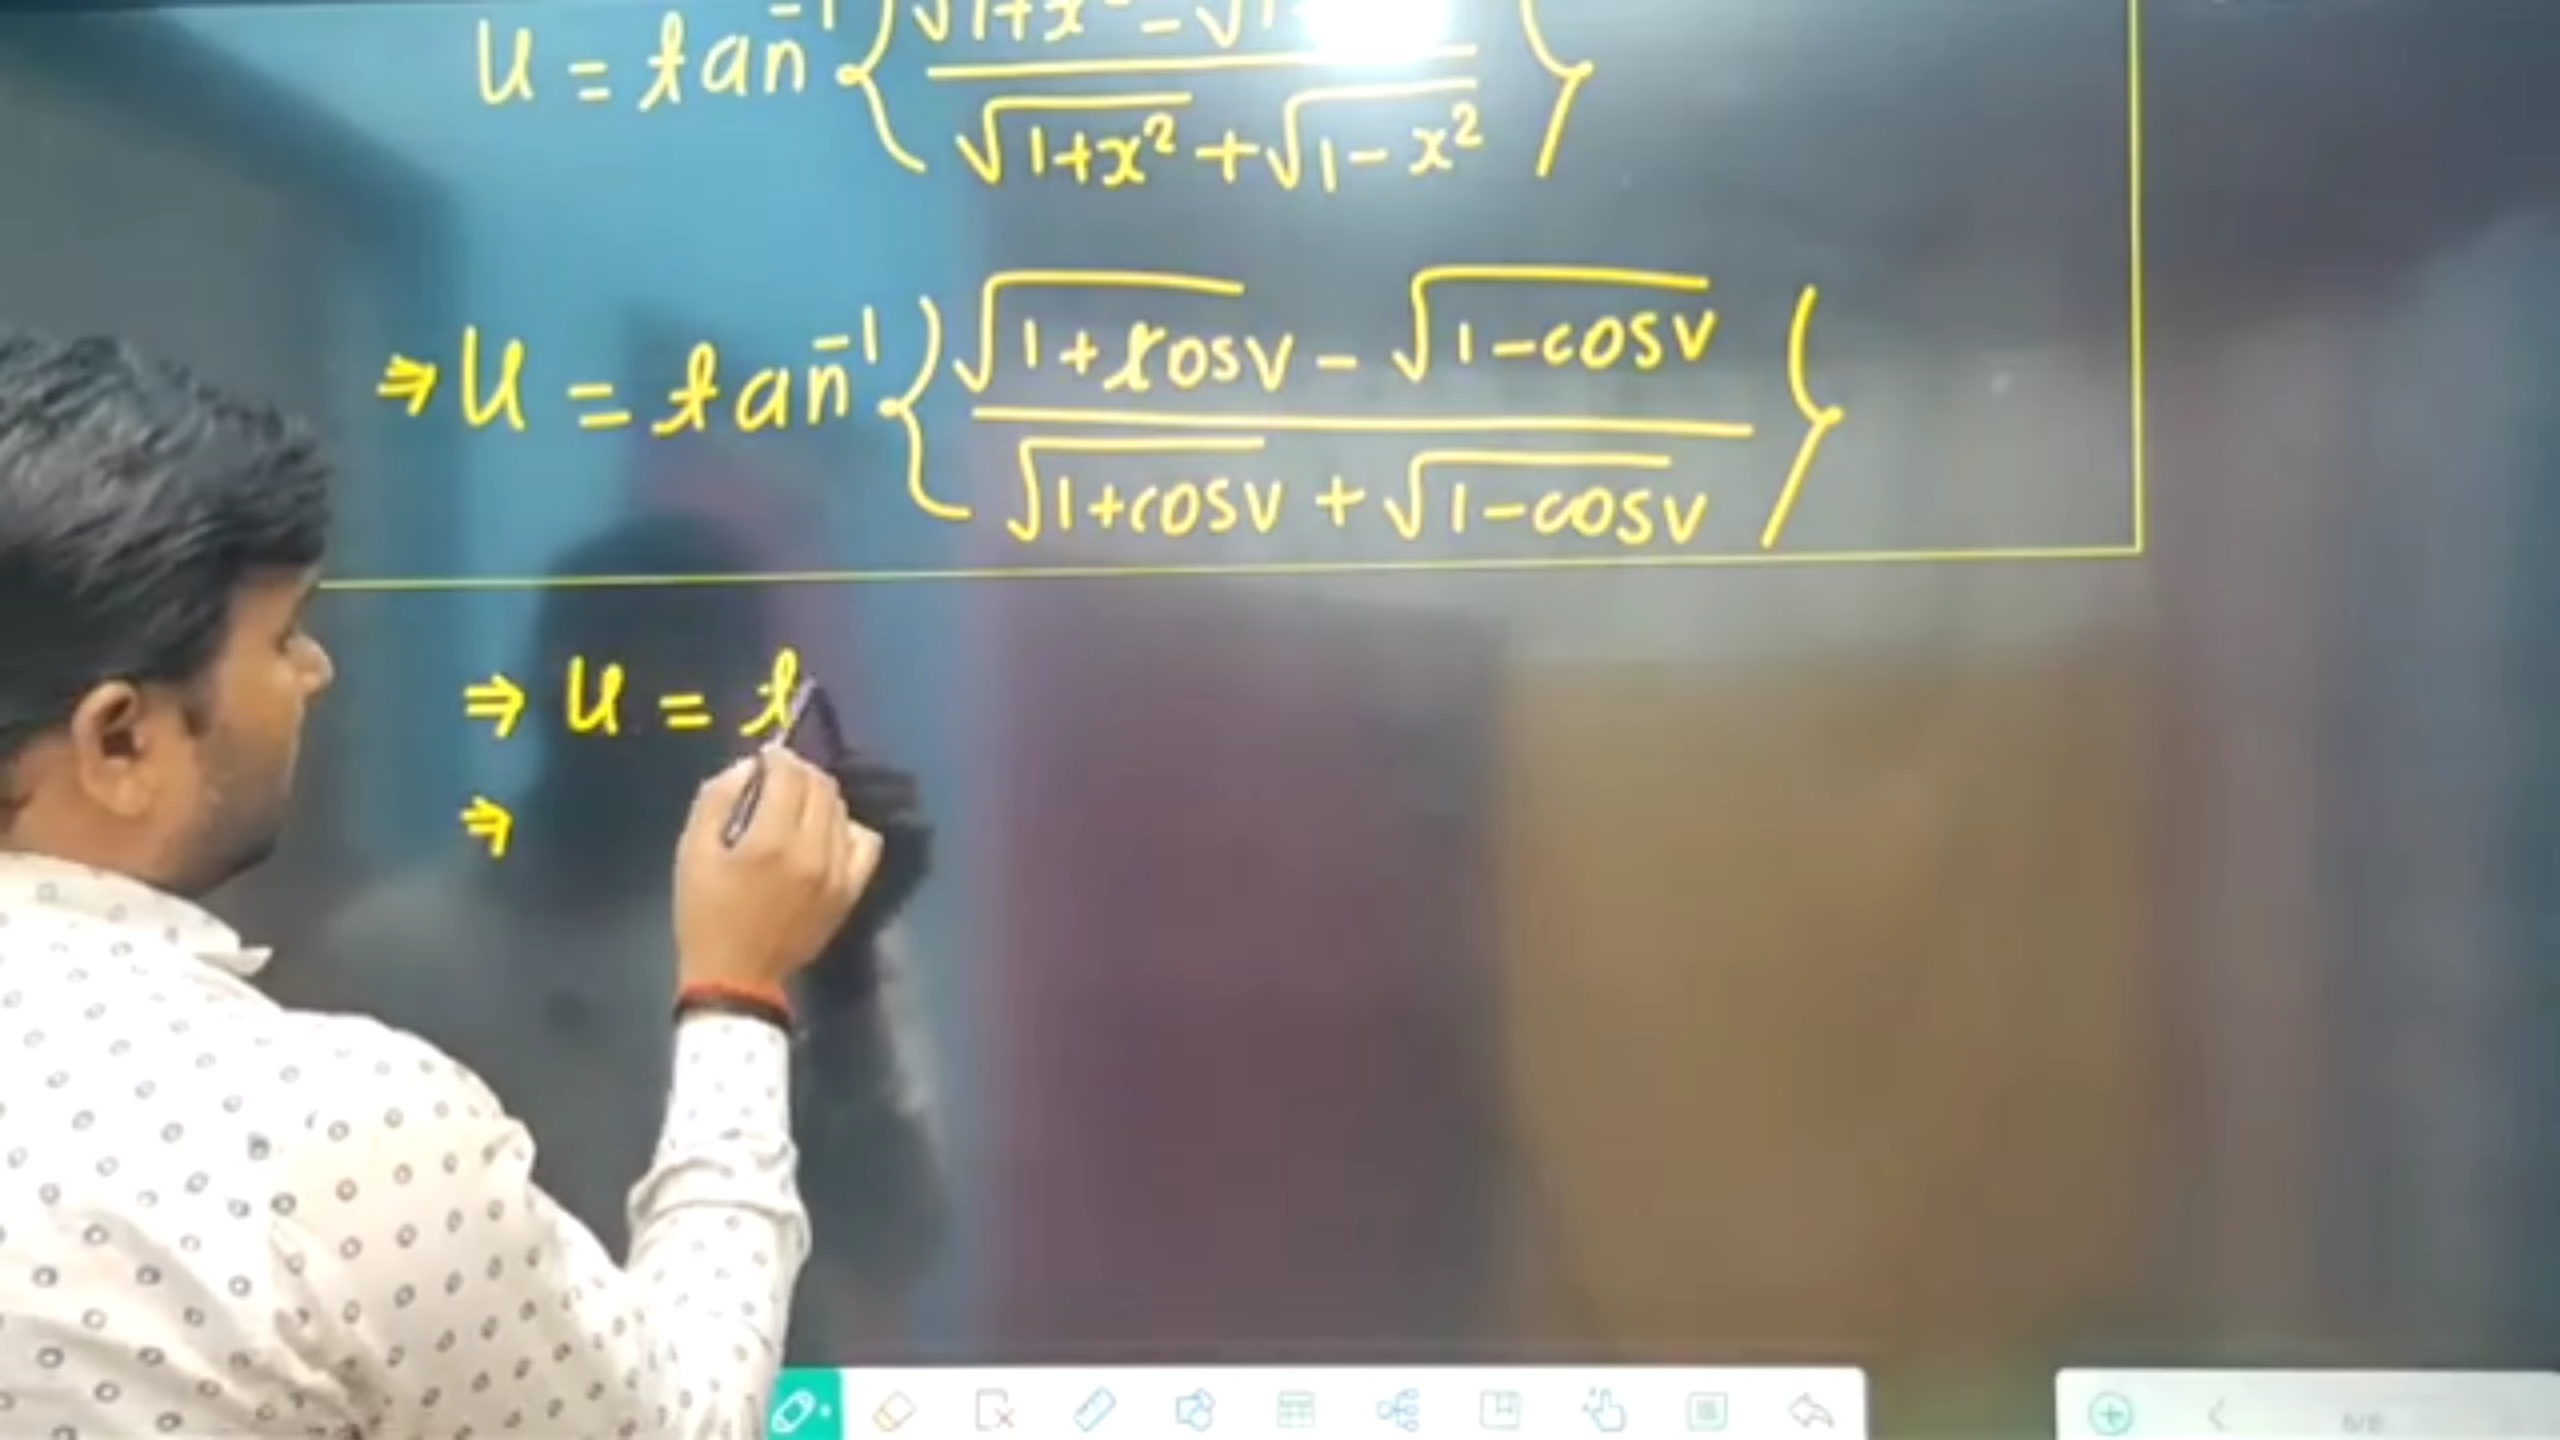 U = tan⁻¹{(√1+x² - √1
√1+x² + √1-x²)}
⇒ U = tan⁻¹{(√1+cosv - √1-cosv
√1+cosv + √1-cosv)}
⇒ U = t
⇒